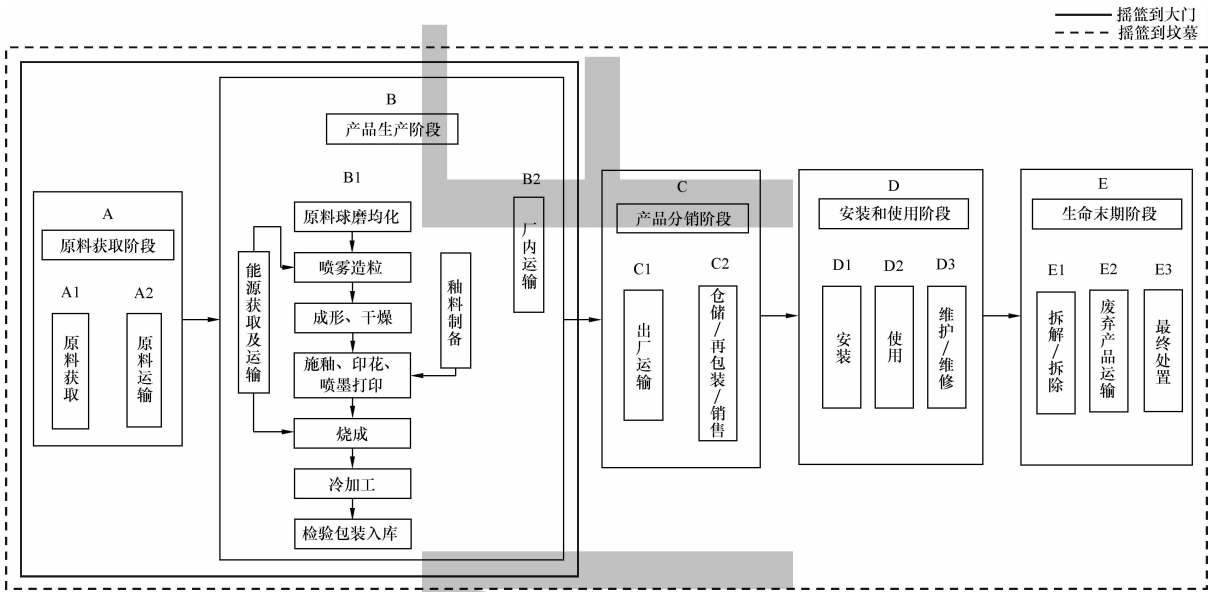 摇篮到大门
摇篮到坟墓
A
原料获取阶段
A1
原料获取
A2
原料运输
B
产品生产阶段
B1
原料球磨均化
喷雾造粒
成形、干燥
施釉、印花、
喷墨打印
烧成
冷加工
检验包装入库
能源获取及运输
釉料制备
B2
厂内运输
C
产品分销阶段
C1
出厂运输
C2
仓储/再包装/销售
D
安装和使用阶段
D1
安装
D2
使用
D3
维护/维修
E
生命末期阶段
E1
拆解/拆除
E2
废弃产品运输
E3
最终处置